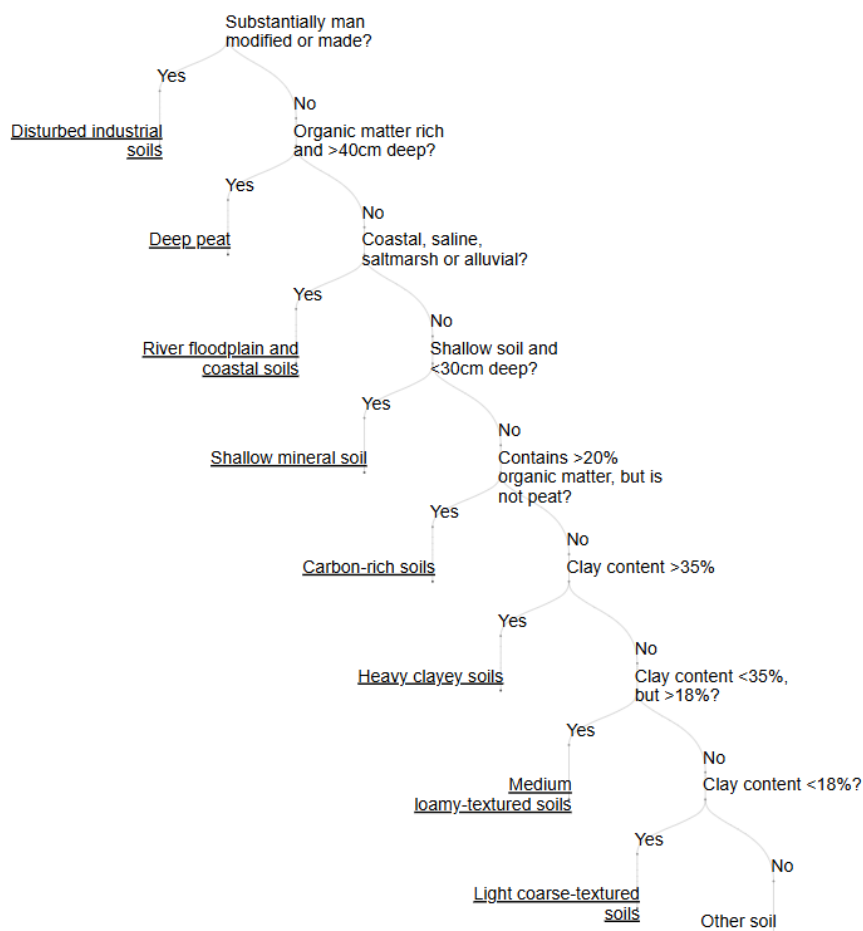 Substantially man
modified or made?
Yes
No
Disturbed industrial
soils
Organic matter rich
and >40cm deep?
Yes
No
Deep peat
Coastal, saline,
saltmarsh or alluvial?
Yes
No
River floodplain and
coastal soils
Shallow soil and
<30cm deep?
Yes
No
Shallow mineral soil
Contains >20%
organic matter, but is
not peat?
Yes
No
Carbon-rich soils
Clay content >35%
Yes
No
Heavy clayey soils
Clay content <35%,
but >18%?
Yes
No
Medium
loamy-textured soils
Clay content <18%?
Yes
No
Light coarse-textured
soils
Other soil